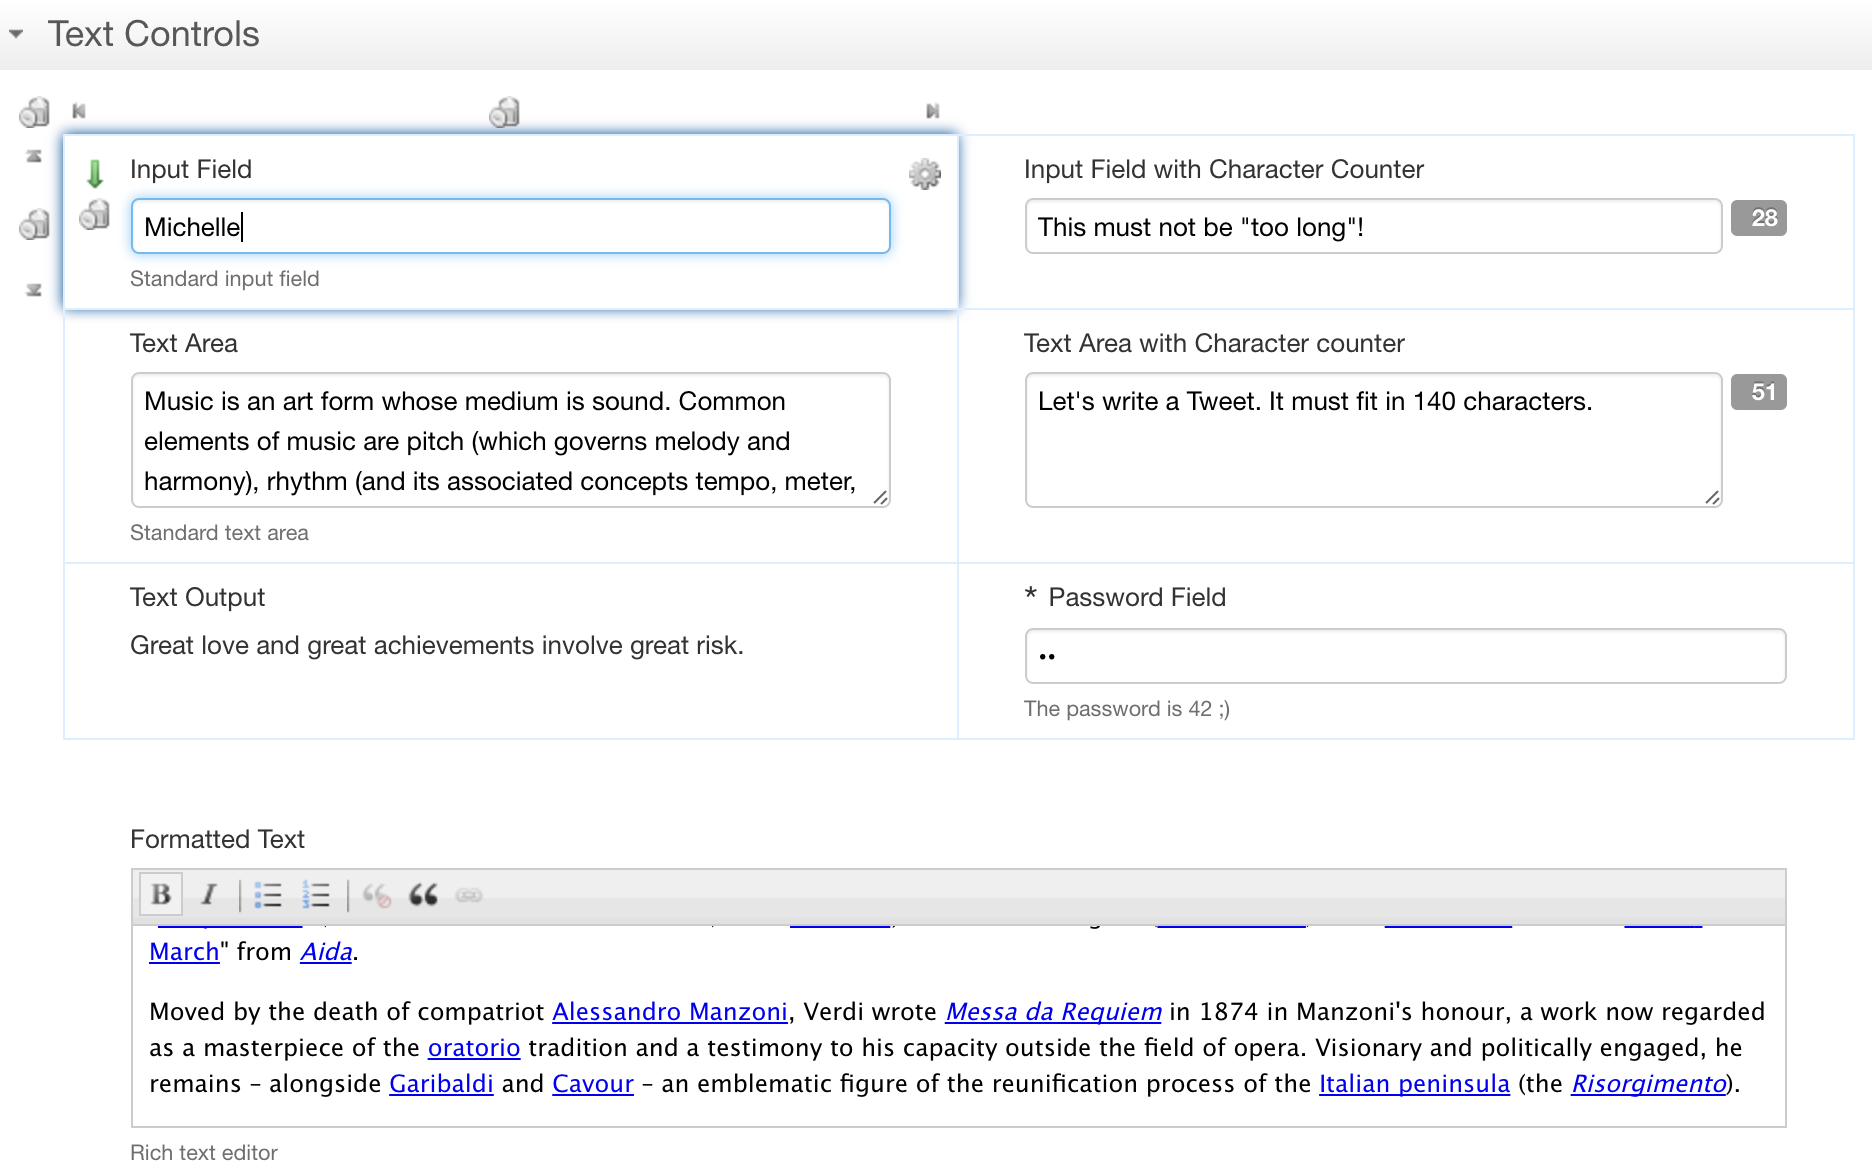 Text Controls
Input Field
Michelle
Standard input field
Input Field with Character Counter
This must not be "too long"!
28
Text Area
Music is an art form whose medium is sound. Common
elements of music are pitch (which governs melody and
harmony), rhythm (and its associated concepts tempo, meter,
Standard text area
Text Area with Character counter
Let's write a Tweet. It must fit in 140 characters.
51
Text Output
Great love and great achievements involve great risk.
* Password Field
••
The password is 42 ;)
Formatted Text
B I
March" from Aida.
Moved by the death of compatriot Alessandro Manzoni, Verdi wrote Messa da Requiem in 1874 in Manzoni's honour, a work now regarded
as a masterpiece of the oratorio tradition and a testimony to his capacity outside the field of opera. Visionary and politically engaged, he
remains – alongside Garibaldi and Cavour – an emblematic figure of the reunification process of the Italian peninsula (the Risorgimento).
Rich text editor